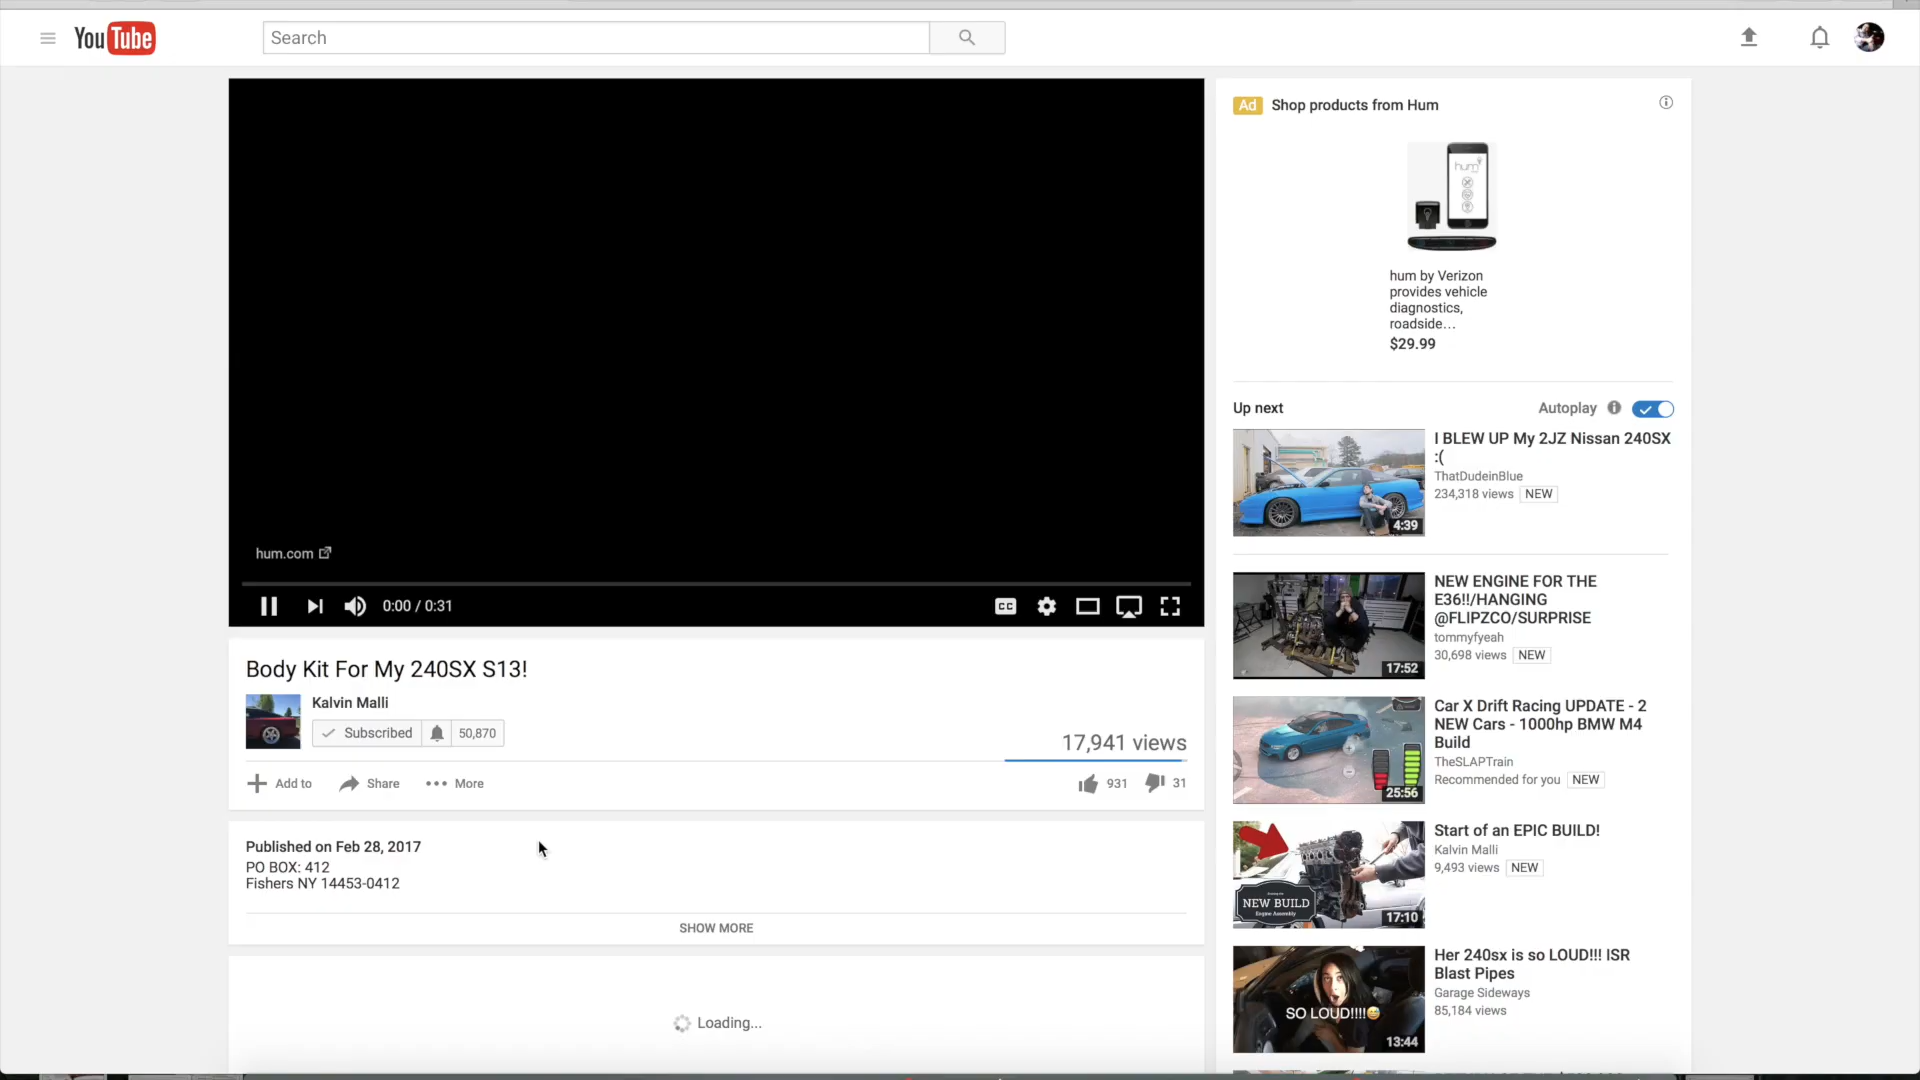 YouTube
Search
Ad Shop products from Hum
hum
hum by Verizon
provides vehicle
diagnostics,
roadside…
$29.99
hum.com
0:00 / 0:31
CC
Body Kit For My 240SX S13!
Kalvin Malli
Subscribed 50,870
17,941 views
Add to Share More
931 31
Published on Feb 28, 2017
PO BOX: 412
Fishers NY 14453-0412
SHOW MORE
Loading...
Up next Autoplay
I BLEW UP My 2JZ Nissan 240SX
:(
ThatDudeinBlue
234,318 views NEW
4:39
NEW ENGINE FOR THE
E36!!/HANGING
@FLIPZCO/SURPRISE
tommyfyeah
30,698 views NEW
17:52
Car X Drift Racing UPDATE - 2
NEW Cars - 1000hp BMW M4
Build
TheSLAPTrain
Recommended for you NEW
25:56
Start of an EPIC BUILD!
Kalvin Malli
9,493 views NEW
NEW BUILD
Engine Assembly
17:10
Her 240sx is so LOUD!!! ISR
Blast Pipes
Garage Sideways
85,184 views
SO LOUD!!!!😅
13:44